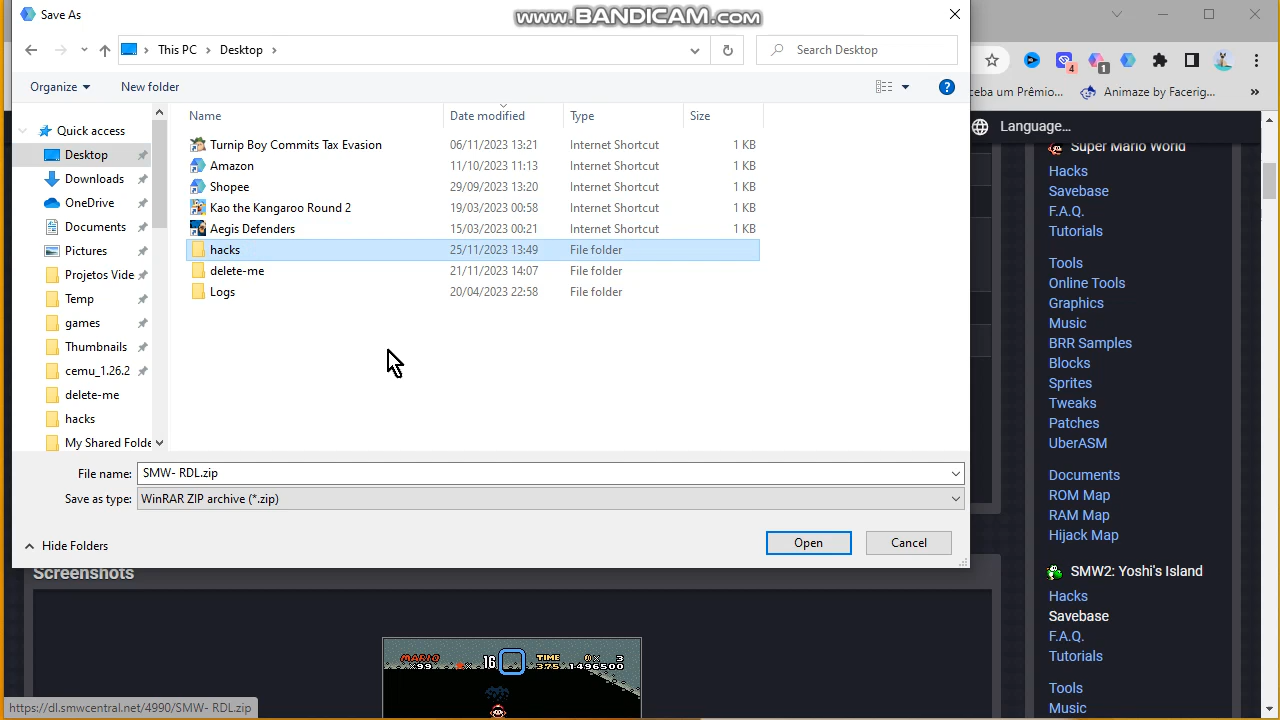 Save As
www.BANDICAM.com
This PC
Desktop
Search Desktop
Organize
New folder
4
1
ceba um Prêmio...
Animaze by Facerig...
»
Name
Date modified
Type
Size
Language...
Quick access
Desktop
Downloads
OneDrive
Documents
Pictures
Projetos Vide
Temp
games
Thumbnails
cemu_1.26.2
delete-me
hacks
My Shared Folde
Turnip Boy Commits Tax Evasion 06/11/2023 13:21 Internet Shortcut 1 KB
Amazon 11/10/2023 11:13 Internet Shortcut 1 KB
Shopee 29/09/2023 13:20 Internet Shortcut 1 KB
Kao the Kangaroo Round 2 19/03/2023 00:58 Internet Shortcut 1 KB
Aegis Defenders 15/03/2023 00:21 Internet Shortcut 1 KB
hacks 25/11/2023 13:49 File folder
delete-me 21/11/2023 14:07 File folder
Logs 20/04/2023 22:58 File folder
File name: SMW- RDL.zip
Save as type: WinRAR ZIP archive (*.zip)
Hide Folders
Open
Cancel
Super Mario World
Hacks
Savebase
F.A.Q.
Tutorials
Tools
Online Tools
Graphics
Music
BRR Samples
Blocks
Sprites
Tweaks
Patches
UberASM
Documents
ROM Map
RAM Map
Hijack Map
SMW2: Yoshi's Island
Hacks
Savebase
F.A.Q.
Tutorials
Tools
Music
Screenshots
MARIO
99
16
TIME
375
3
1496500
https://dl.smwcentral.net/4990/SMW- RDL.zip